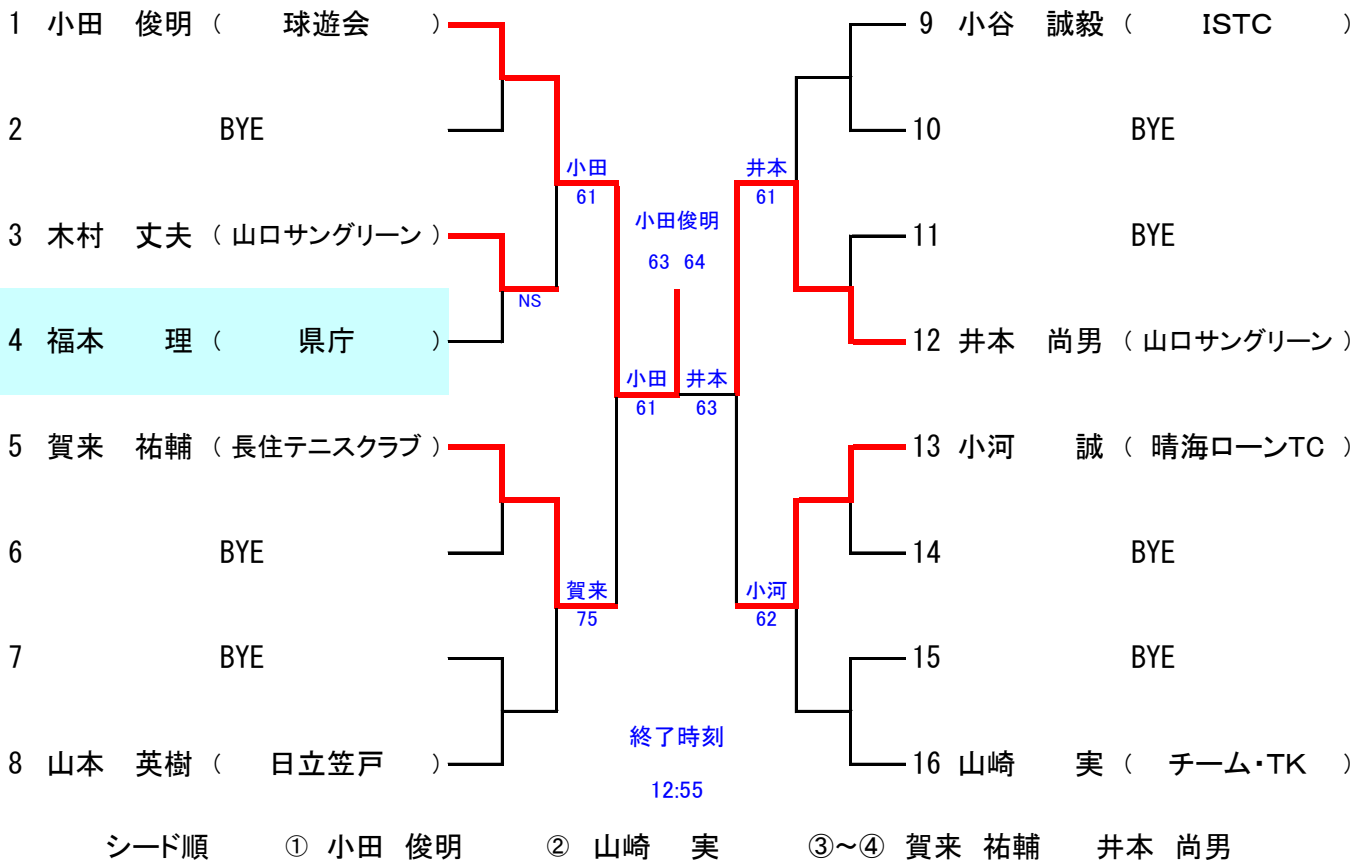 1 小田 俊明 ( 球遊会 )
9 小谷 誠毅 ( ISTC )
2 BYE
10 BYE
小田
61
井本
61
小田俊明
63 64
3 木村 丈夫 ( 山口サングリーン )
11 BYE
NS
4 福本 理 ( 県庁 )
12 井本 尚男 ( 山口サングリーン )
小田 井本
61 63
5 賀来 祐輔 ( 長住テニスクラブ )
13 小河 誠 ( 晴海ローンTC )
6 BYE
14 BYE
賀来
75
小河
62
7 BYE
15 BYE
終了時刻
12:55
8 山本 英樹 ( 日立笠戸 )
16 山崎 実 ( チーム・TK )
シード順 ① 小田 俊明 ② 山崎 実 ③～④ 賀来 祐輔 井本 尚男